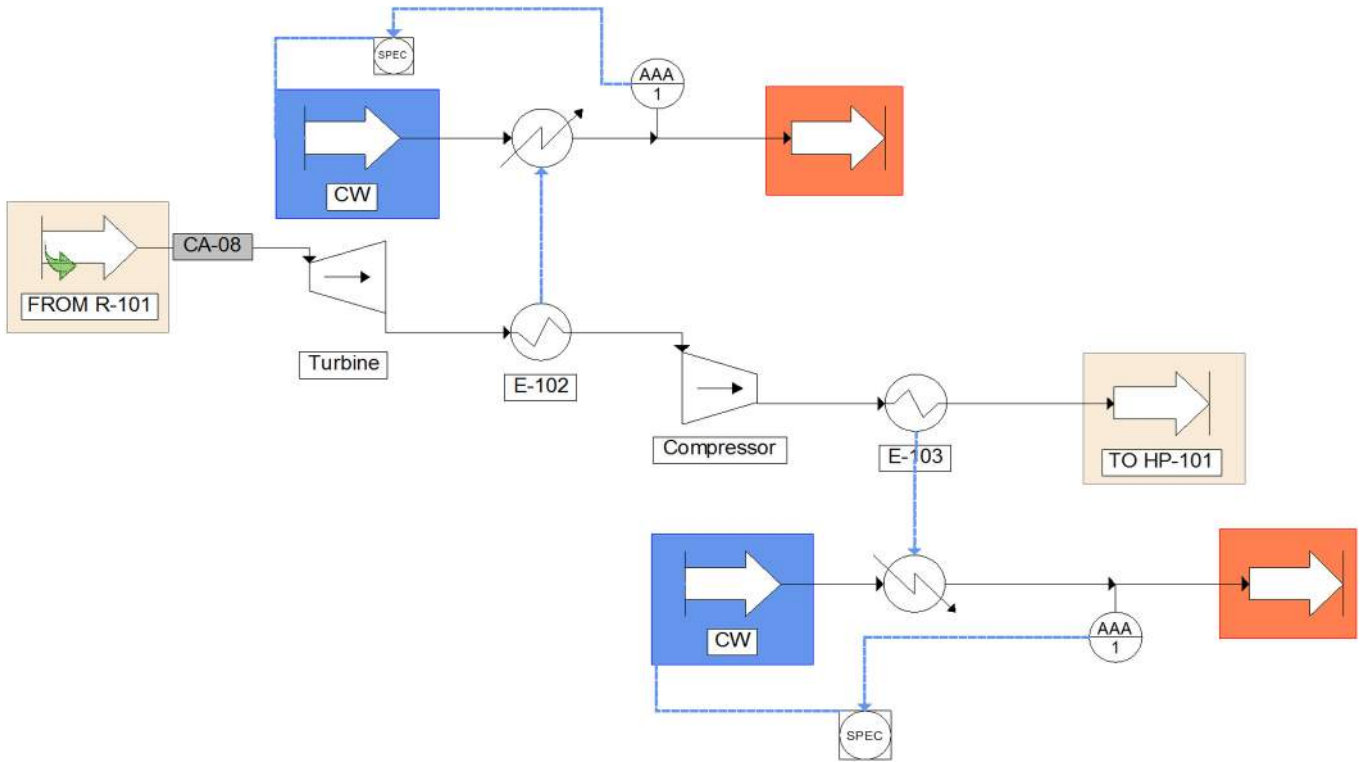 SPEC
AAA
1
CW
CA-08
FROM R-101
Turbine
E-102
Compressor
E-103
TO HP-101
CW
AAA
1
SPEC